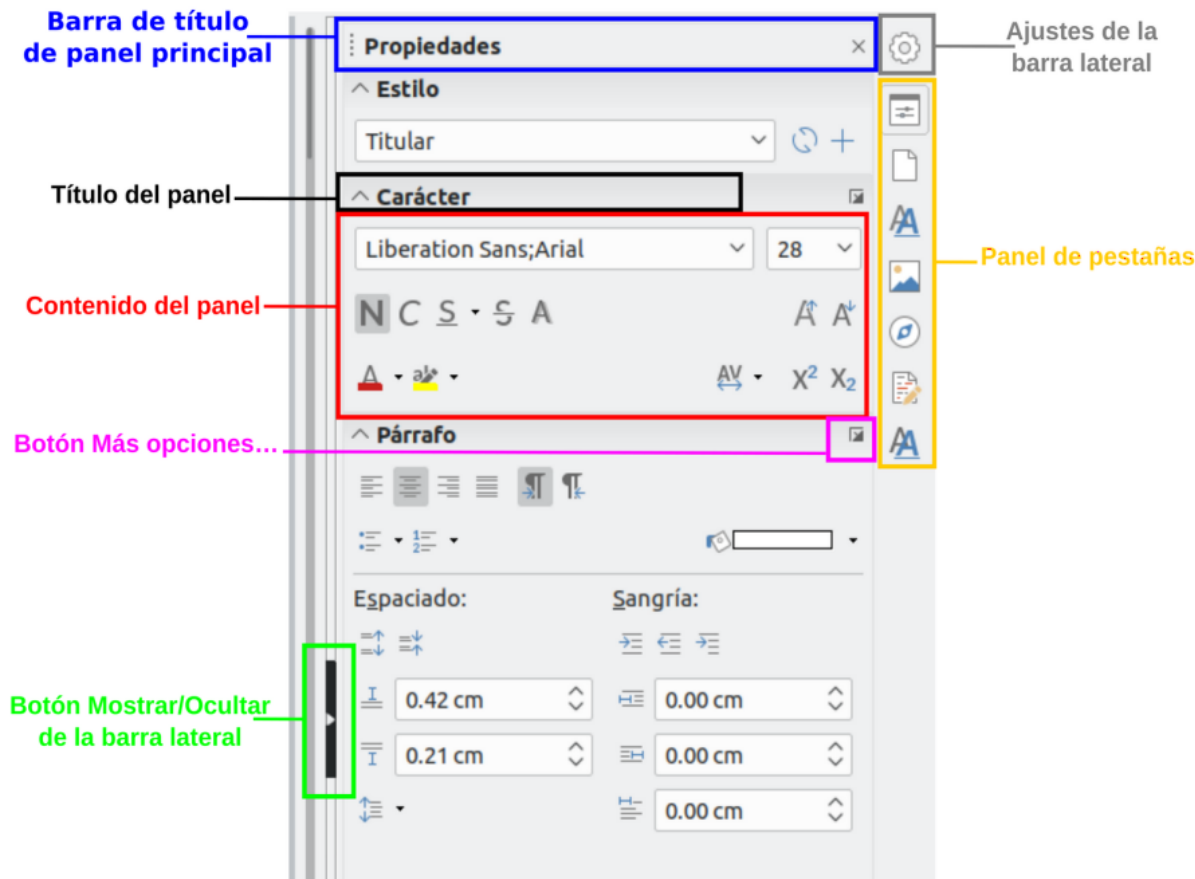 Barra de título
de panel principal
Propiedades
Ajustes de la
barra lateral
Estilo
Titular
Título del panel
Carácter
Liberation Sans;Arial
28
Panel de pestañas
Contenido del panel
N C S S A A A
A ab AV X² X₂
Botón Más opciones...
Párrafo
Espaciado:
Sangría:
0.42 cm
0.00 cm
Botón Mostrar/Ocultar
de la barra lateral
0.21 cm
0.00 cm
0.00 cm